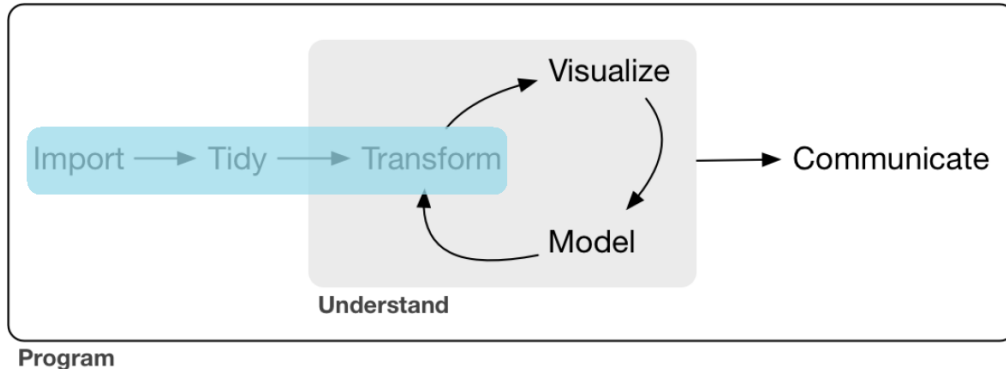 Visualize
Import Tidy Transform Communicate
Model
Understand
Program